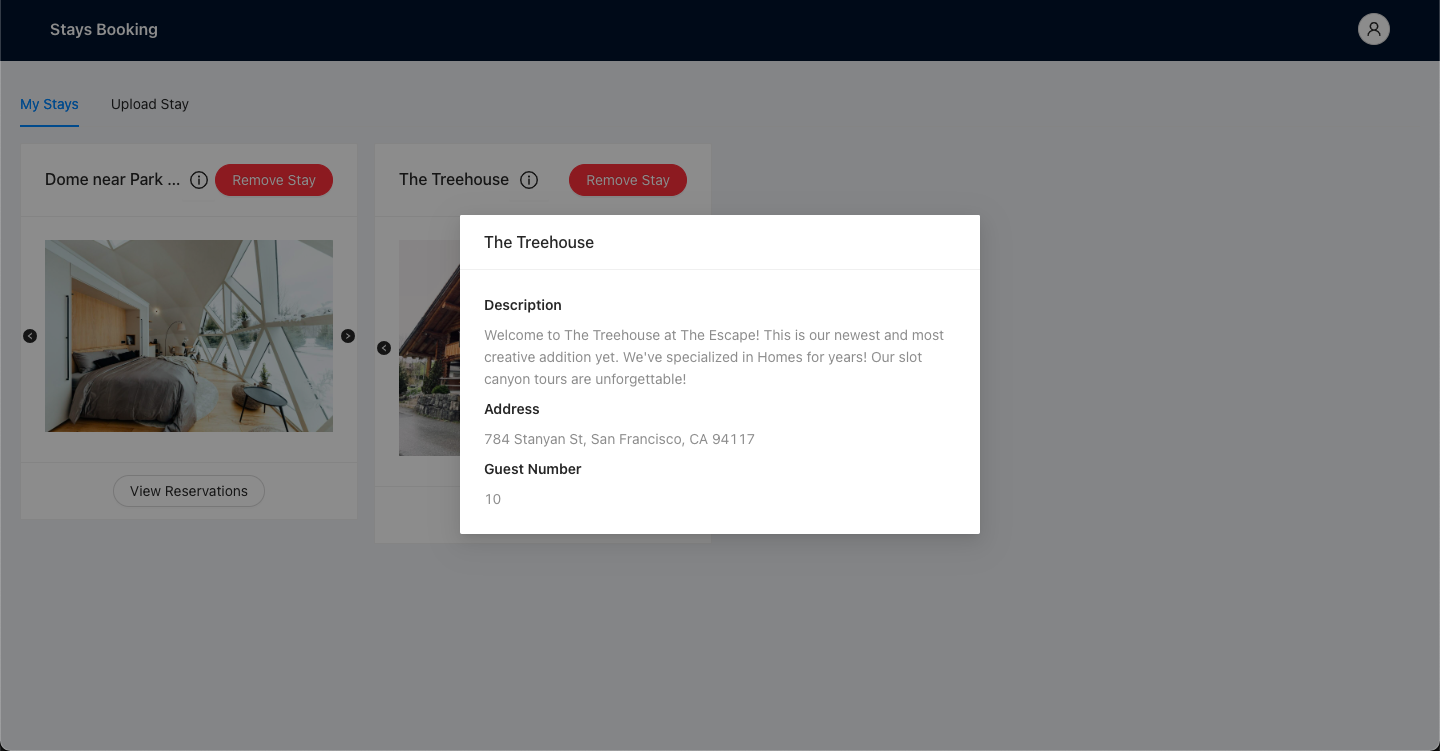 Stays Booking
My Stays
Upload Stay
Dome near Park ...
Remove Stay
The Treehouse
Remove Stay
View Reservations
The Treehouse
Description
Welcome to The Treehouse at The Escape! This is our newest and most
creative addition yet. We've specialized in Homes for years! Our slot
canyon tours are unforgettable!
Address
784 Stanyan St, San Francisco, CA 94117
Guest Number
10